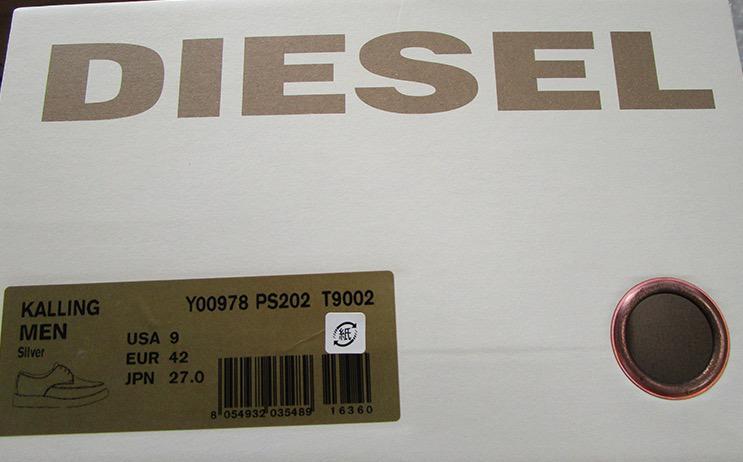 DIESEL
KALLING
MEN
Silver
Y00978 PS202 T9002
USA 9
EUR 42
JPN 27.0
紙
8 054932 035489 16360